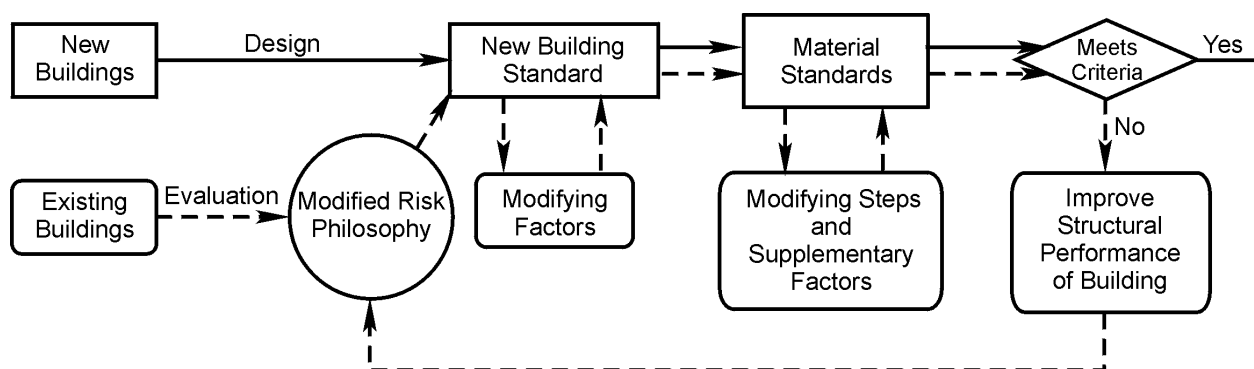 New
Buildings
Design
New Building
Standard
Material
Standards
Meets
Criteria
Yes
No
Existing
Buildings
Evaluation
Modified Risk
Philosophy
Modifying
Factors
Modifying Steps
and
Supplementary
Factors
Improve
Structural
Performance
of Building